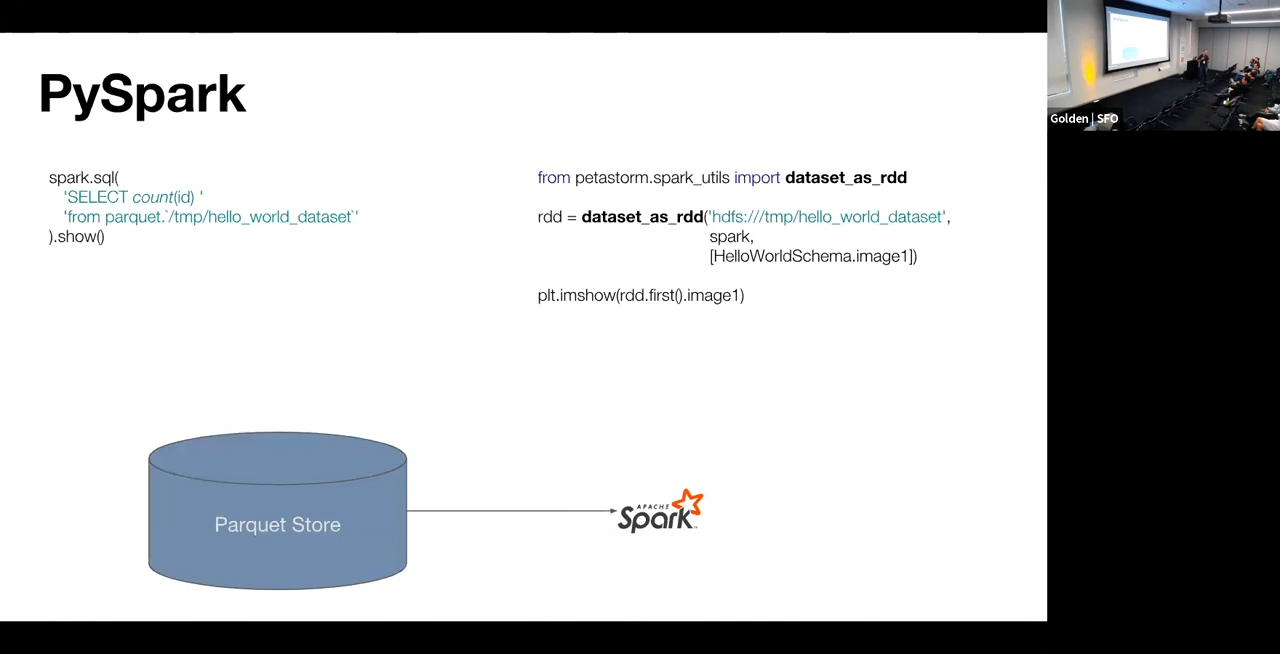 PySpark
spark.sql(
'SELECT count(id) '
'from parquet.`/tmp/hello_world_dataset`'
).show()
from petastorm.spark_utils import dataset_as_rdd
rdd = dataset_as_rdd('hdfs:///tmp/hello_world_dataset',
spark,
[HelloWorldSchema.image1])
plt.imshow(rdd.first().image1)
Parquet Store
APACHE
Spark™
Golden | SFO